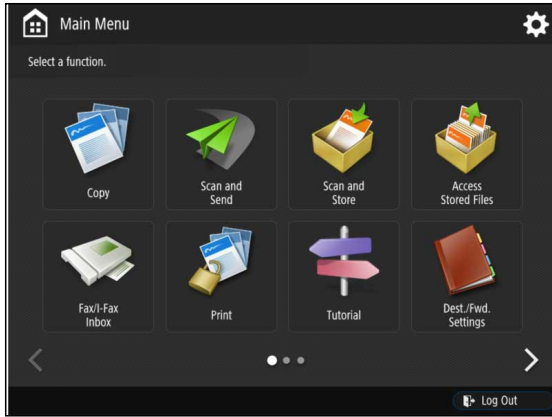 Main Menu
Select a function.
Copy
Scan and
Send
Scan and
Store
Access
Stored Files
Fax/I-Fax
Inbox
Print
Tutorial
Dest./Fwd.
Settings
Log Out